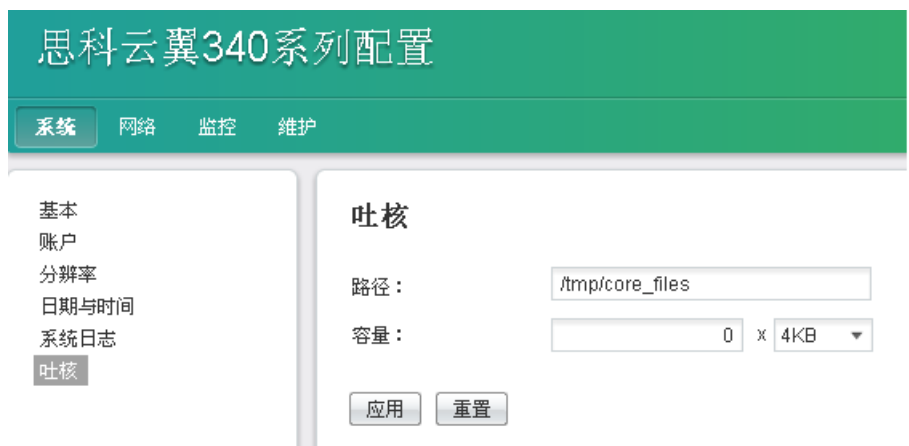 思科云翼340系列配置
系统 网络 监控 维护
基本
账户
分辨率
日期与时间
系统日志
吐核
吐核
路径： /tmp/core_files
容量： 0 x 4KB
应用 重置